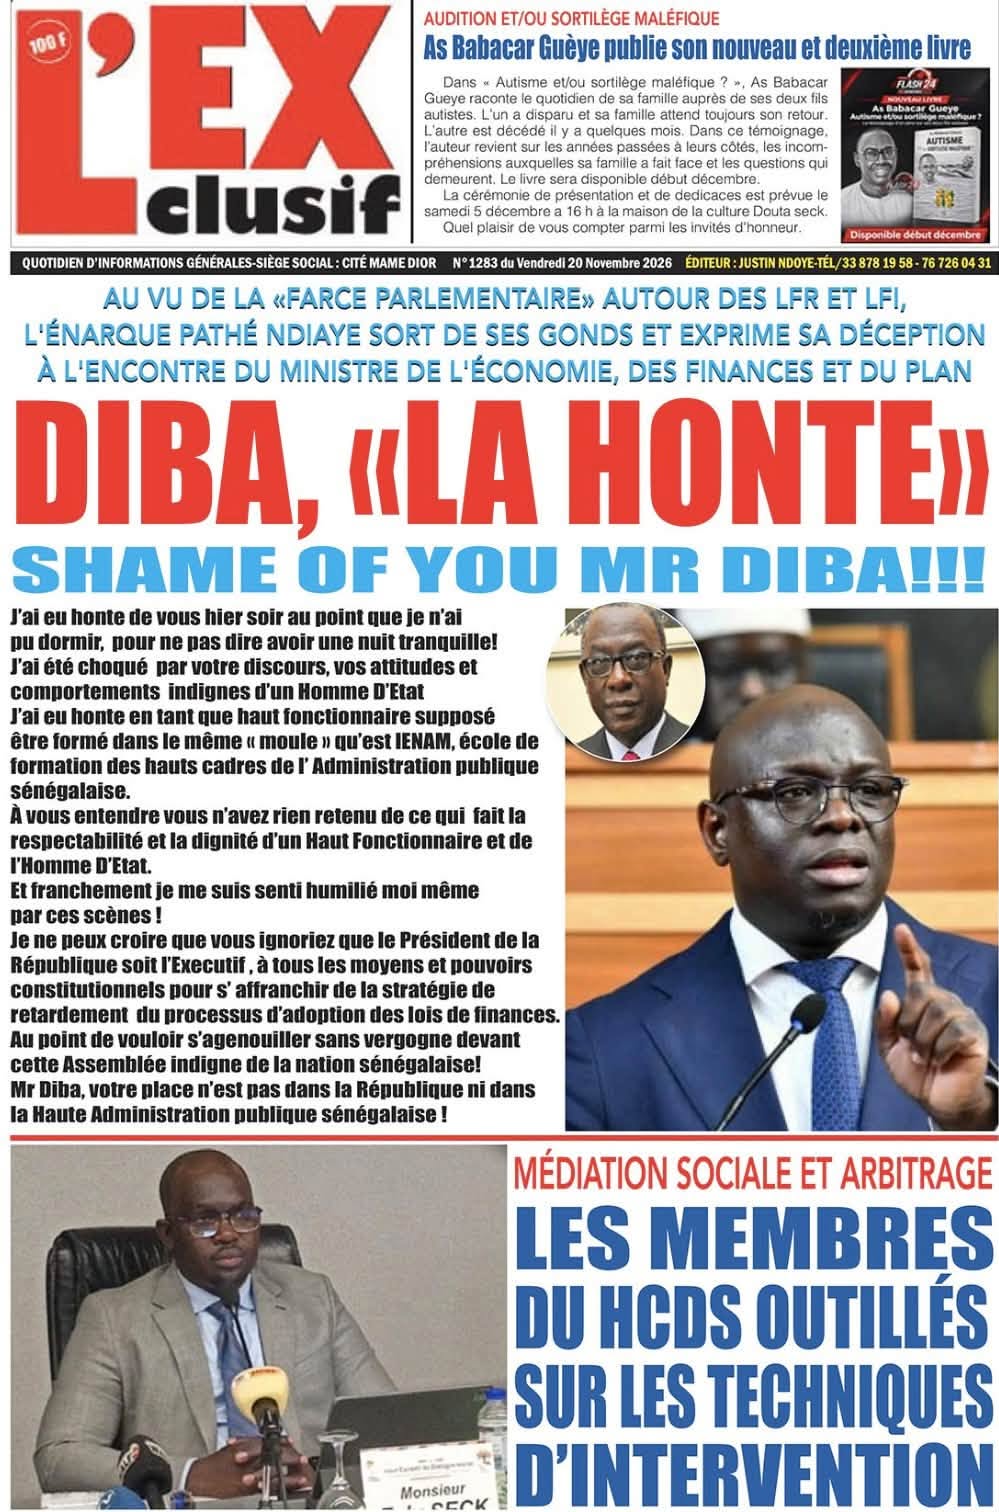 100 F
L'EX
clusif
AUDITION ET/OU SORTILÈGE MALÉFIQUE
As Babacar Guèye publie son nouveau et deuxième livre
Dans « Autisme et/ou sortilège maléfique ? », As Babacar
Gueye raconte le quotidien de sa famille auprès de ses deux fils
autistes. L'un a disparu et sa famille attend toujours son retour.
L'autre est décédé il y a quelques mois. Dans ce témoignage,
l'auteur revient sur les années passées à leurs côtés, les incom-
préhensions auxquelles sa famille a fait face et les questions qui
demeurent. Le livre sera disponible début décembre.
La cérémonie de présentation et de dedicaces est prévue le
samedi 5 décembre a 16 h à la maison de la culture Douta seck.
Quel plaisir de vous compter parmi les invités d'honneur.
FLASH 24
NOUVEAU LIVRE
As Babacar Gueye
Autisme et/ou sortilège maléfique ?
AUTISME
Disponible début décembre
QUOTIDIEN D'INFORMATIONS GÉNÉRALES-SIÈGE SOCIAL : CITÉ MAME DIOR N°1283 du Vendredi 20 Novembre 2026 ÉDITEUR : JUSTIN NDOYE-TÉL/33 878 19 58 - 76 726 04 31
AU VU DE LA «FARCE PARLEMENTAIRE» AUTOUR DES LFR ET LFI,
L'ÉNARQUE PATHÉ NDIAYE SORT DE SES GONDS ET EXPRIME SA DÉCEPTION
À L'ENCONTRE DU MINISTRE DE L'ÉCONOMIE, DES FINANCES ET DU PLAN
DIBA, «LA HONTE»
SHAME OF YOU MR DIBA!!!
J'ai eu honte de vous hier soir au point que je n'ai
pu dormir, pour ne pas dire avoir une nuit tranquille!
J'ai été choqué par votre discours, vos attitudes et
comportements indignes d'un Homme D'Etat
J'ai eu honte en tant que haut fonctionnaire supposé
être formé dans le même « moule » qu'est lENAM, école de
formation des hauts cadres de l' Administration publique
sénégalaise.
À vous entendre vous n'avez rien retenu de ce qui fait la
respectabilité et la dignité d'un Haut Fonctionnaire et de
l'Homme D'Etat.
Et franchement je me suis senti humilié moi même
par ces scènes !
Je ne peux croire que vous ignoriez que le Président de la
République soit l'Executif , à tous les moyens et pouvoirs
constitutionnels pour s' affranchir de la stratégie de
retardement du processus d'adoption des lois de finances.
Au point de vouloir s'agenouiller sans vergogne devant
cette Assemblée indigne de la nation sénégalaise!
Mr Diba, votre place n'est pas dans la République ni dans
la Haute Administration publique sénégalaise !
MÉDIATION SOCIALE ET ARBITRAGE
LES MEMBRES
DU HCDS OUTILLÉS
SUR LES TECHNIQUES
D'INTERVENTION
Monsieur
SECK